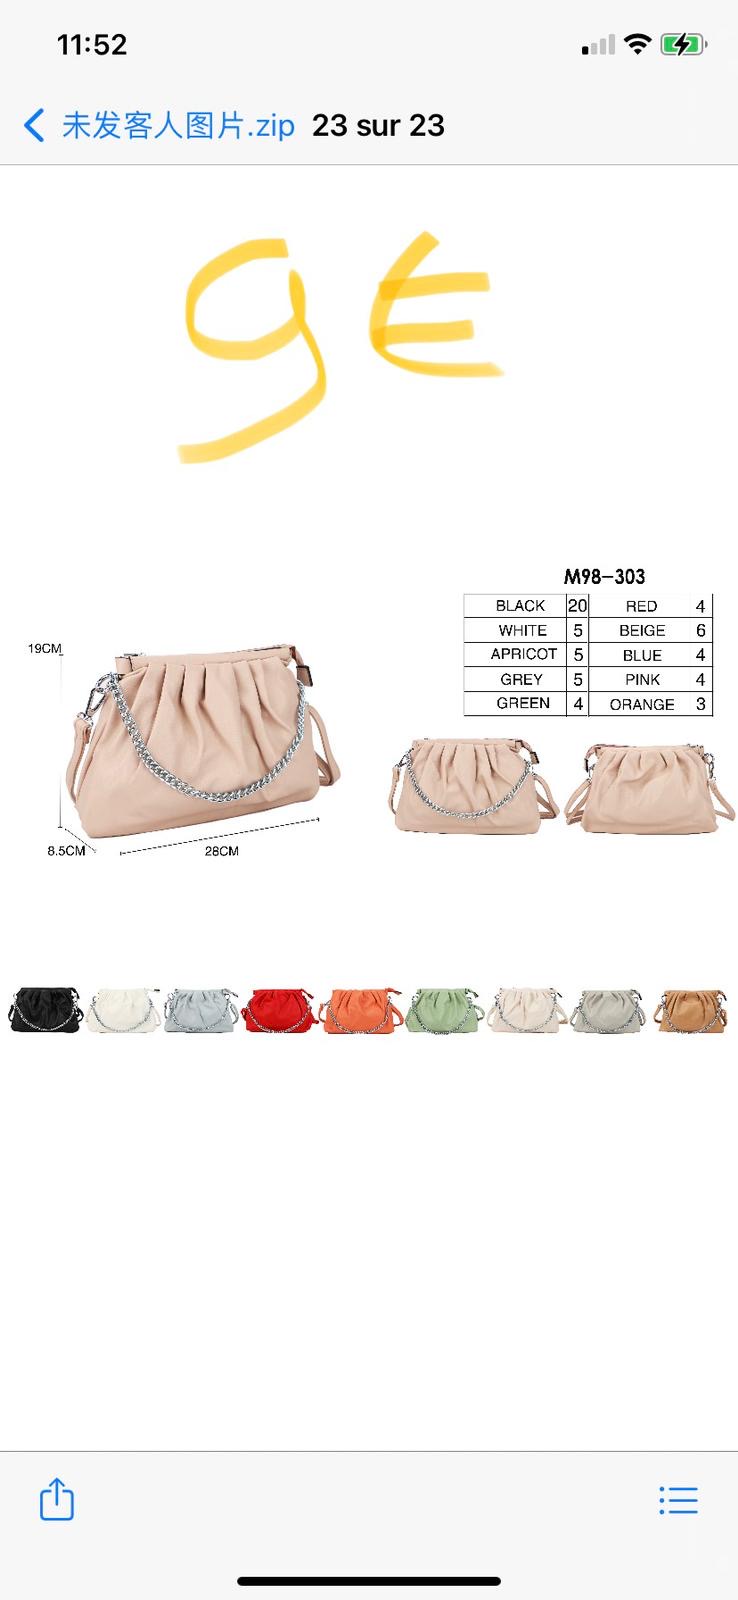 11:52
未发客人图片.zip 23 sur 23
9 €
M98-303
BLACK 20 RED 4
WHITE 5 BEIGE 6
APRICOT 5 BLUE 4
GREY 5 PINK 4
GREEN 4 ORANGE 3
19CM
8.5CM 28CM